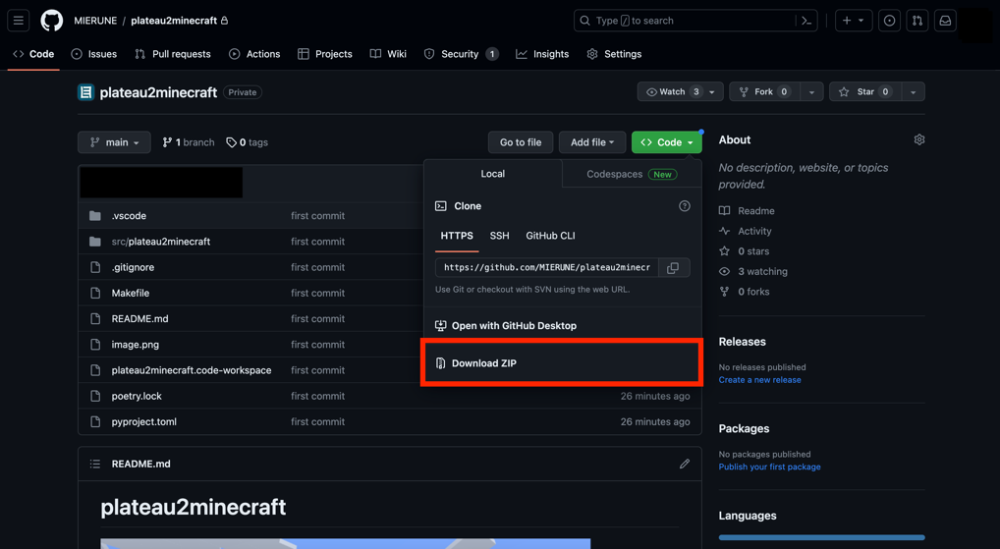 MIERUNE / plateau2minecraft
Type / to search
Code Issues Pull requests Actions Projects Wiki Security 1 Insights Settings
plateau2minecraft Private
Watch 3 Fork 0 Star 0
main 1 branch 0 tags Go to file Add file Code
About
No description, website, or topics
provided.
Readme
Activity
0 stars
3 watching
0 forks
Releases
No releases published
Create a new release
Packages
No packages published
Publish your first package
Languages
Local Codespaces New
Clone
HTTPS SSH GitHub CLI
https://github.com/MIERUNE/plateau2minecr
Use Git or checkout with SVN using the web URL.
Open with GitHub Desktop
Download ZIP
.vscode first commit
src/plateau2minecraft first commit
.gitignore first commit
Makefile first commit
README.md first commit
image.png first commit
plateau2minecraft.code-workspace first commit
poetry.lock first commit 26 minutes ago
pyproject.toml first commit 26 minutes ago
README.md
plateau2minecraft